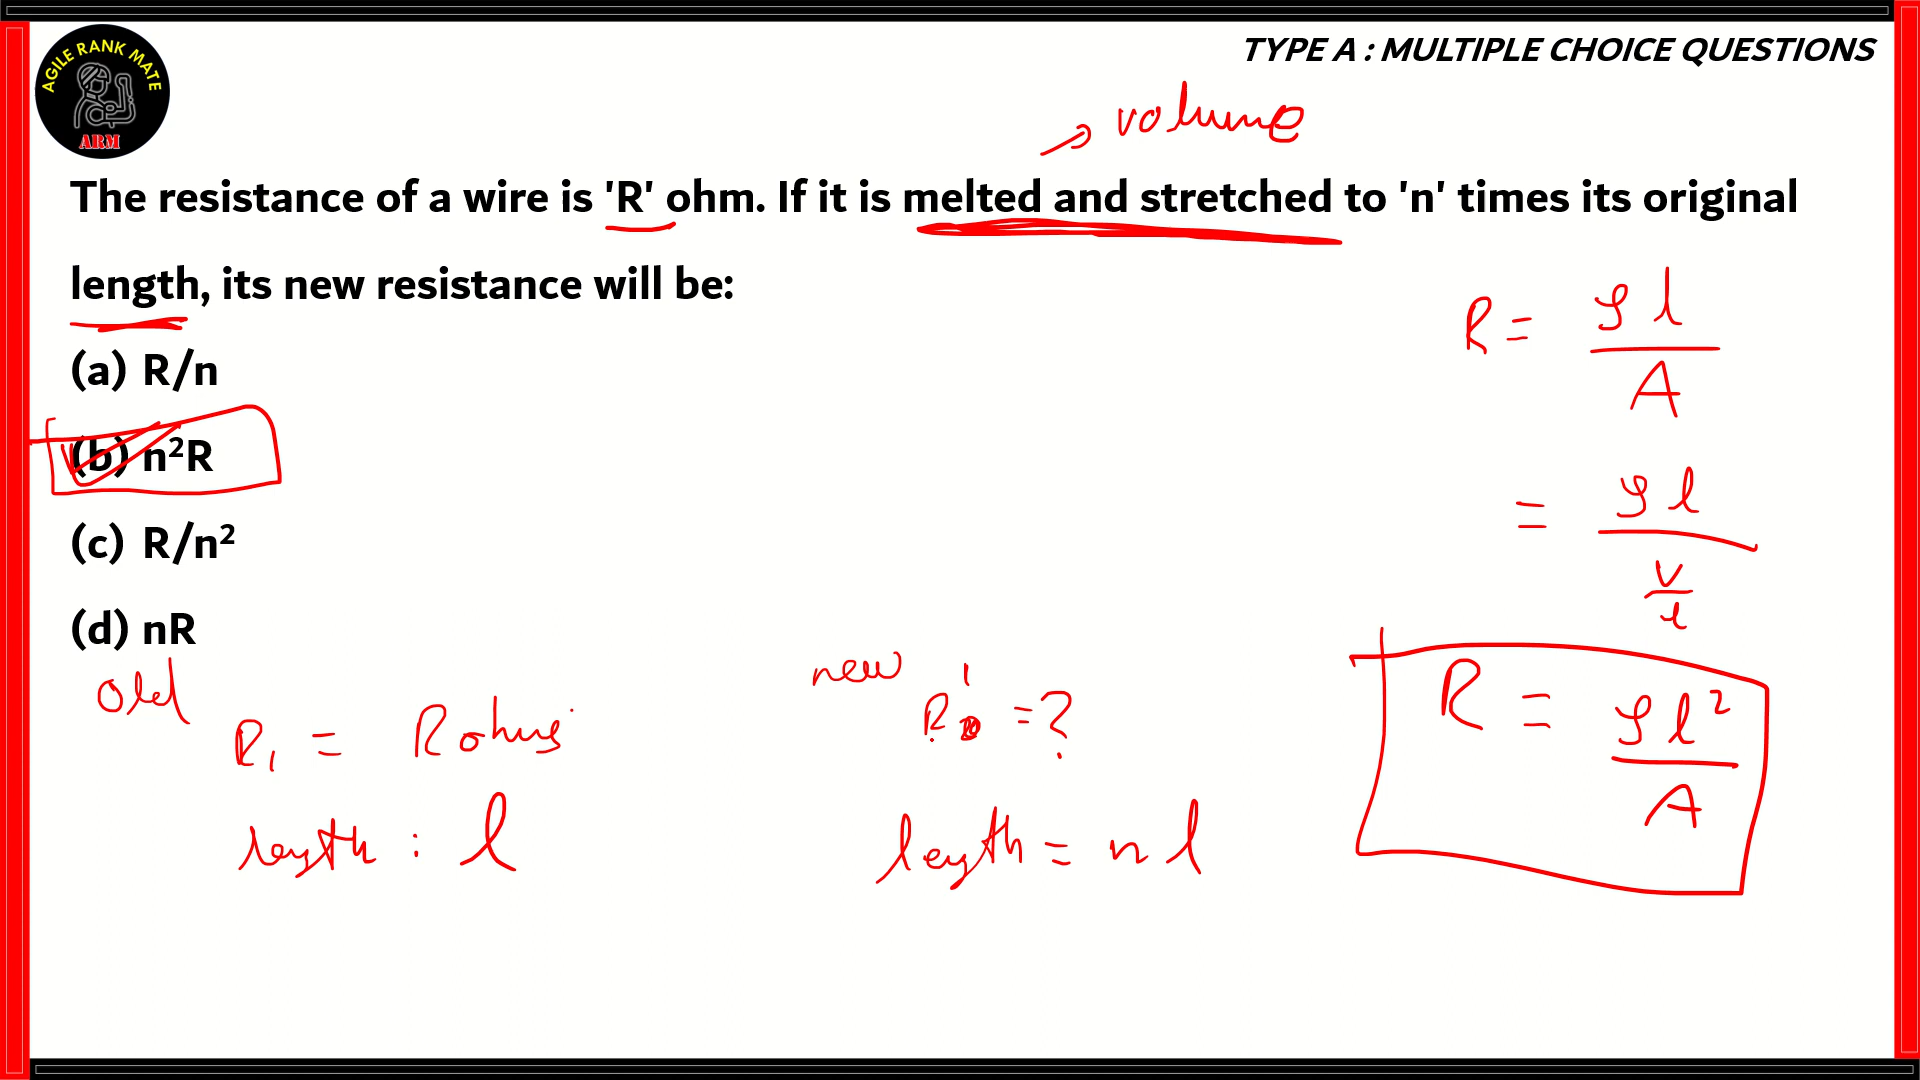 AGILE RANK MATE
ARM
TYPE A : MULTIPLE CHOICE QUESTIONS
volume
The resistance of a wire is 'R' ohm. If it is melted and stretched to 'n' times its original
length, its new resistance will be:
(a) R/n
(b) n²R
(c) R/n²
(d) nR
R = ρl/A
= ρl/(V/l)
R = ρl²/A
old
R₁ = R ohms
length : l
new
R' = ?
length = nl